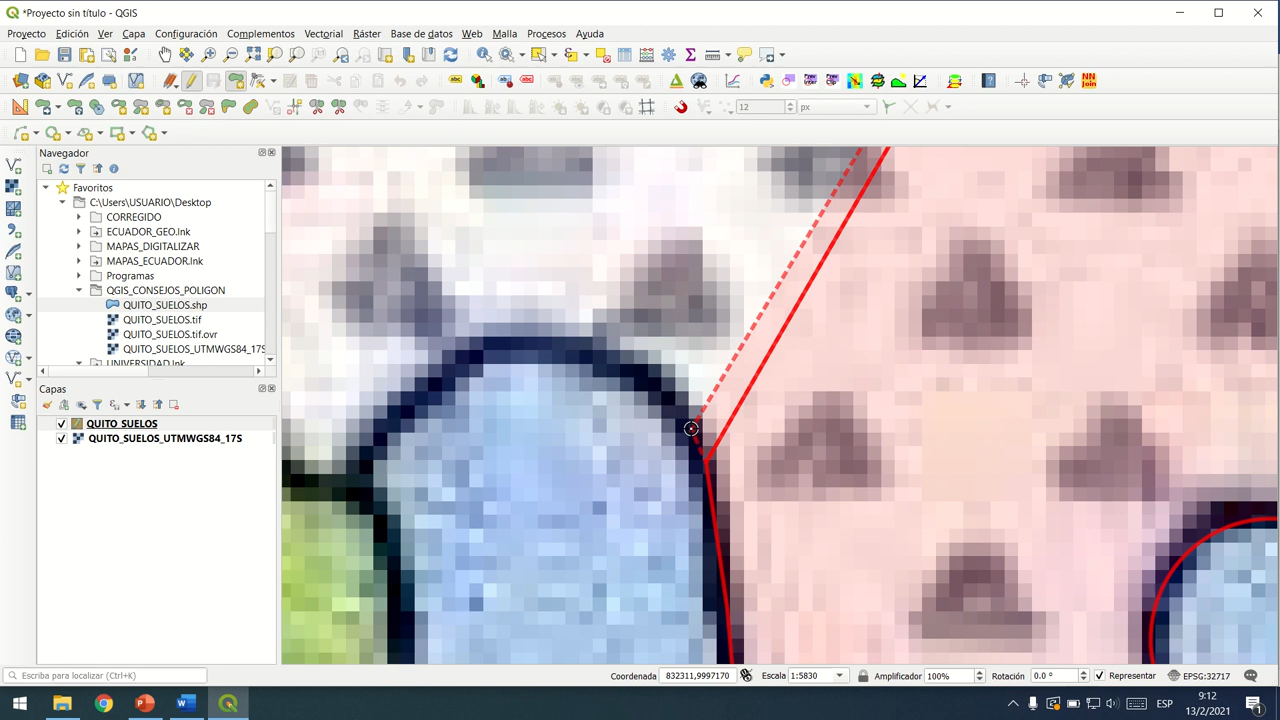 *Proyecto sin título - QGIS
Proyecto Edición Ver Capa Configuración Complementos Vectorial Ráster Base de datos Web Malla Procesos Ayuda
12 px
Navegador
Favoritos
C:\Users\USUARIO\Desktop
CORREGIDO
ECUADOR_GEO.lnk
MAPAS_DIGITALIZAR
MAPAS_ECUADOR.lnk
Programas
QGIS_CONSEJOS_POLIGON
QUITO_SUELOS.shp
QUITO_SUELOS.tif
QUITO_SUELOS.tif.ovr
QUITO_SUELOS_UTMWGS84_17S
UNIVERSIDAD.lnk
Capas
QUITO_SUELOS
QUITO_SUELOS_UTMWGS84_17S
Escriba para localizar (Ctrl+K)
Coordenada 832311,9997170 Escala 1:5830 Amplificador 100% Rotación 0.0 ° Representar EPSG:32717
ESP
9:12
13/2/2021